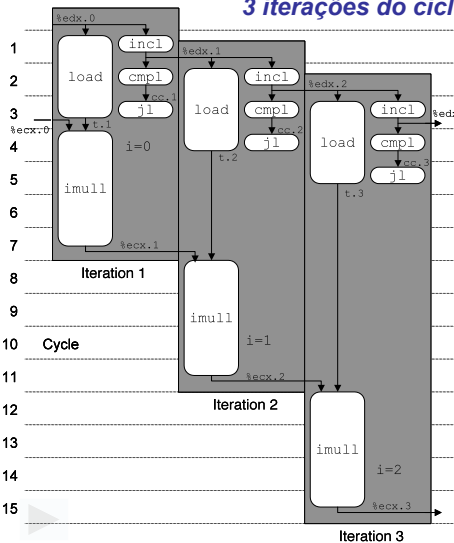 3 iterações do cicl
%edx.0
1
incl
%edx.1
2
load
cmpl
incl
%edx.2
cc.1
3
jl
load
cmpl
incl
%ed
%ecx.0
t.1
cc.2
4
i=0
jl
load
cmpl
t.2
cc.3
5
imull
jl
t.3
6
7
%ecx.1
8
Iteration 1
9
imull
10
Cycle
i=1
11
%ecx.2
12
Iteration 2
13
imull
14
i=2
15
%ecx.3
Iteration 3